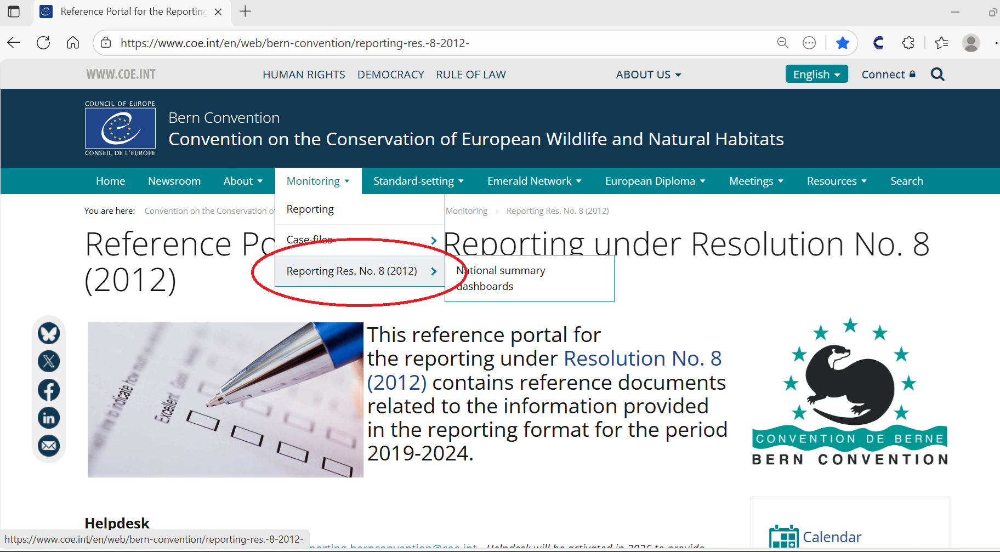 Reference Portal for the Reporting
https://www.coe.int/en/web/bern-convention/reporting-res.-8-2012-
WWW.COE.INT
HUMAN RIGHTS DEMOCRACY RULE OF LAW
ABOUT US
English
Connect
COUNCIL OF EUROPE
CONSEIL DE L'EUROPE
Bern Convention
Convention on the Conservation of European Wildlife and Natural Habitats
Home Newsroom About Monitoring Standard-setting Emerald Network European Diploma Meetings Resources Search
You are here: Convention on the Conservation Monitoring > Reporting Res. No. 8 (2012)
Reporting
Case-files
Reporting Res. No. 8 (2012)
National summary
dashboards
Reference Reporting under Resolution No. 8
(2012)
indicate how much
Excellent Good
This reference portal for
the reporting under Resolution No. 8
(2012) contains reference documents
related to the information provided
in the reporting format for the period
2019-2024.
CONVENTION DE BERNE
BERN CONVENTION
Helpdesk
Calendar
https://www.coe.int/en/web/bern-convention/reporting-res.-8-2012-
porting.bernconvention@coe.int - Helpdesk will be activated in 2026 to provide